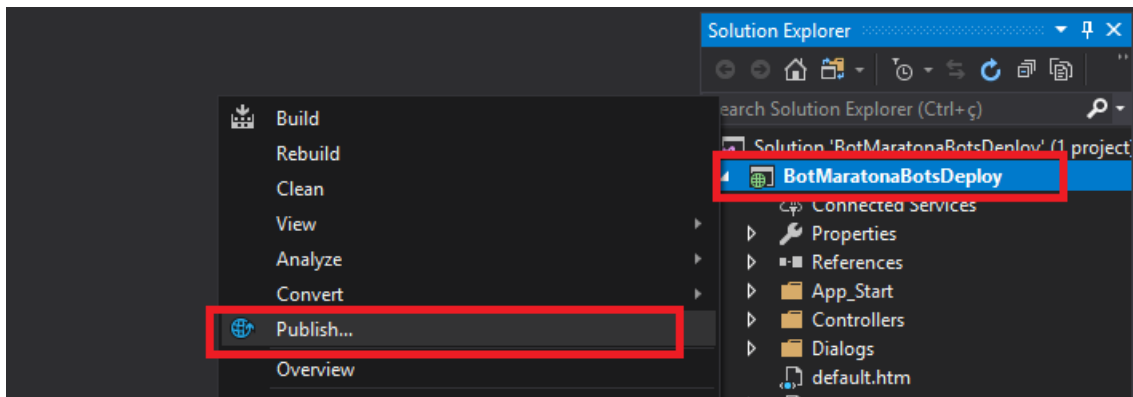 Solution Explorer
earch Solution Explorer (Ctrl+ç)
Solution 'BotMaratonaBotsDeploy' (1 project
BotMaratonaBotsDeploy
Connected Services
Properties
References
App_Start
Controllers
Dialogs
default.htm
Build
Rebuild
Clean
View
Analyze
Convert
Publish...
Overview